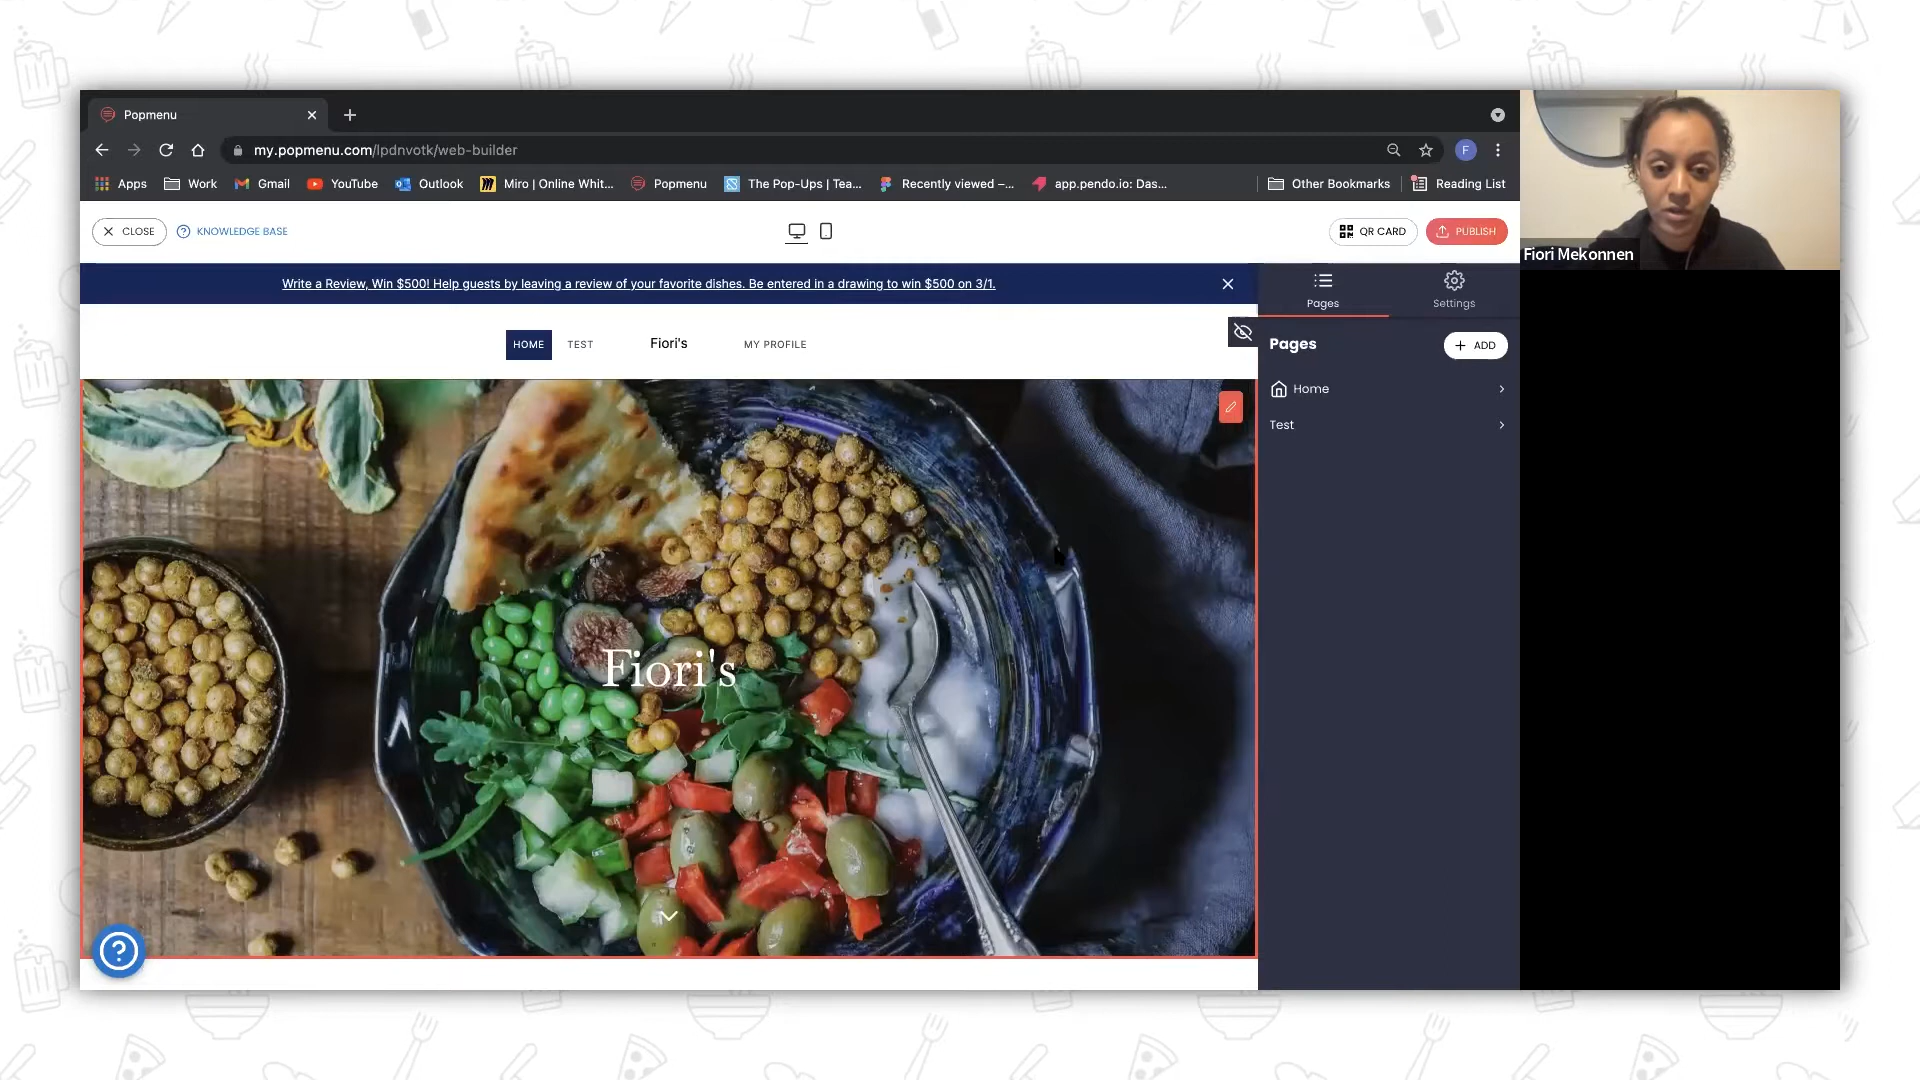 Popmenu
my.popmenu.com/lpdnvotk/web-builder
F
Apps Work Gmail YouTube Outlook Miro | Online Whit... Popmenu The Pop-Ups | Tea... Recently viewed –... app.pendo.io: Das... Other Bookmarks Reading List
CLOSE KNOWLEDGE BASE QR CARD PUBLISH
Fiori Mekonnen
Write a Review, Win $500! Help guests by leaving a review of your favorite dishes. Be entered in a drawing to win $500 on 3/1.
Pages Settings
HOME TEST Fiori's MY PROFILE
Pages + ADD
Home
Test
Fiori's